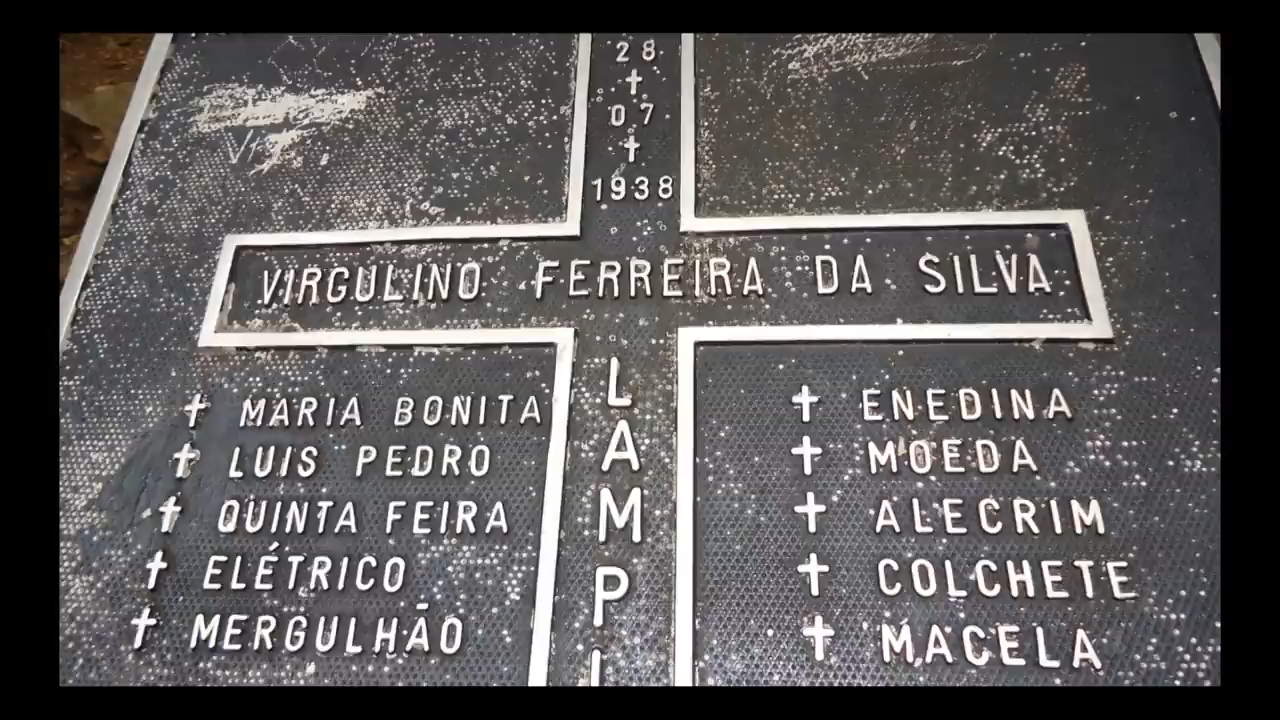 28
07
1938
VIRGULINO FERREIRA DA SILVA
LAMPI
MARIA BONITA
LUIS PEDRO
QUINTA FEIRA
ELÉTRICO
MERGULHÃO
ENEDINA
MOEDA
ALECRIM
COLCHETE
MACELA